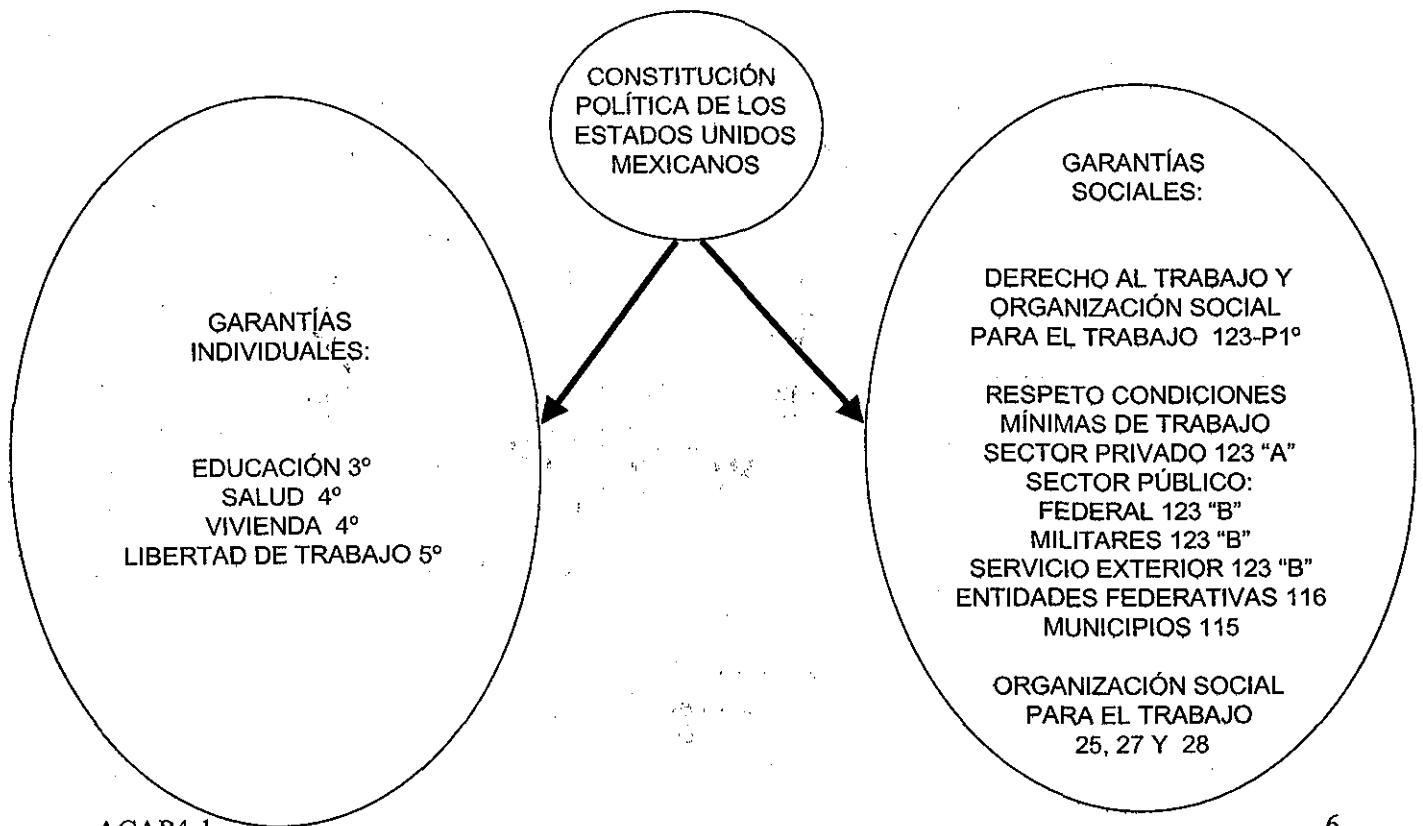 CONSTITUCIÓN
POLÍTICA DE LOS
ESTADOS UNIDOS
MEXICANOS
GARANTÍAS
INDIVIDUALES:
EDUCACIÓN 3º
SALUD 4º
VIVIENDA 4º
LIBERTAD DE TRABAJO 5º
GARANTÍAS
SOCIALES:
DERECHO AL TRABAJO Y
ORGANIZACIÓN SOCIAL
PARA EL TRABAJO 123-P1º
RESPETO CONDICIONES
MÍNIMAS DE TRABAJO
SECTOR PRIVADO 123 “A”
SECTOR PÚBLICO:
FEDERAL 123 “B”
MILITARES 123 “B”
SERVICIO EXTERIOR 123 “B”
ENTIDADES FEDERATIVAS 116
MUNICIPIOS 115
ORGANIZACIÓN SOCIAL
PARA EL TRABAJO
25, 27 Y 28